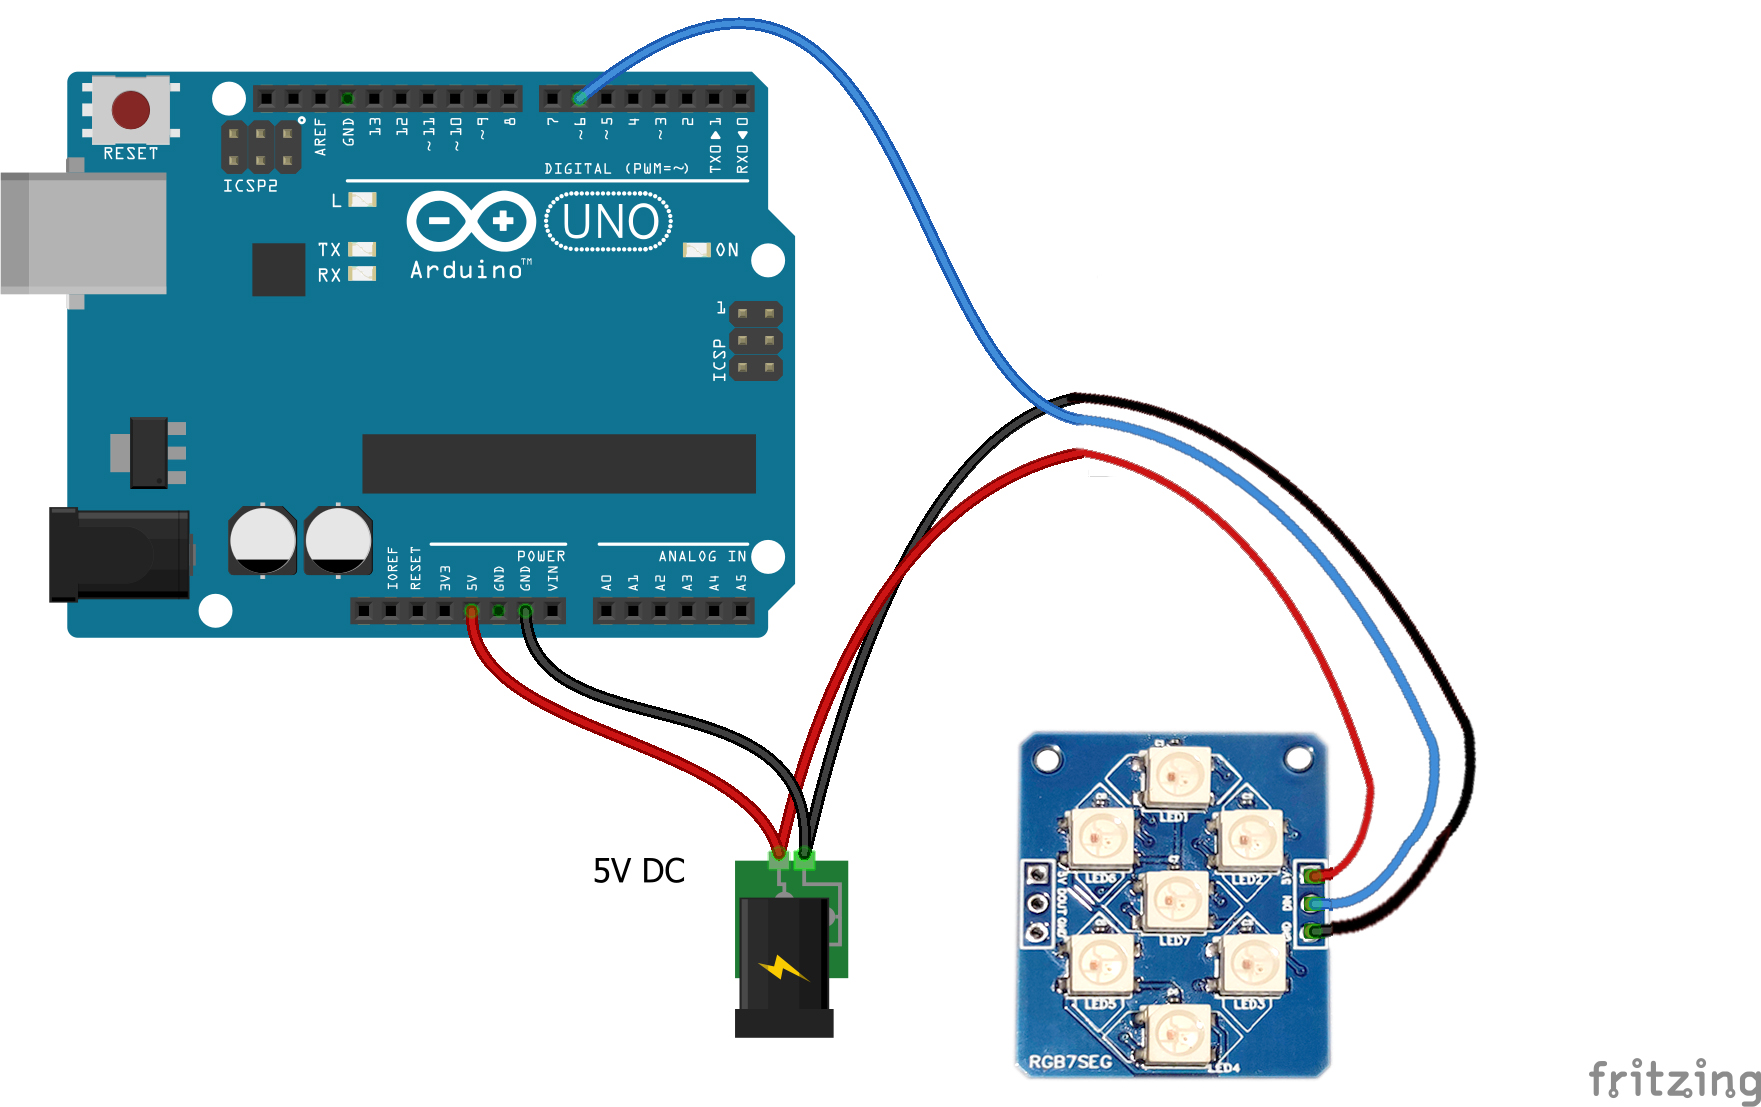 RESET
ICSP2
AREF
GND
13
12
~11
~10
~9
8
7
~6
~5
4
~3
2
TX0▶1
RX0◀0
DIGITAL (PWM=~)
L
TX
RX
UNO
Arduino™
ON
1
ICSP
IOREF
RESET
3V3
5V
GND
GND
VIN
POWER
ANALOG IN
A0
A1
A2
A3
A4
A5
5V DC
LED1
LED6
LED2
LED7
LED5
LED3
LED4
5V
DOUT
GND
5V
DIN
GND
RGB7SEG
fritzing